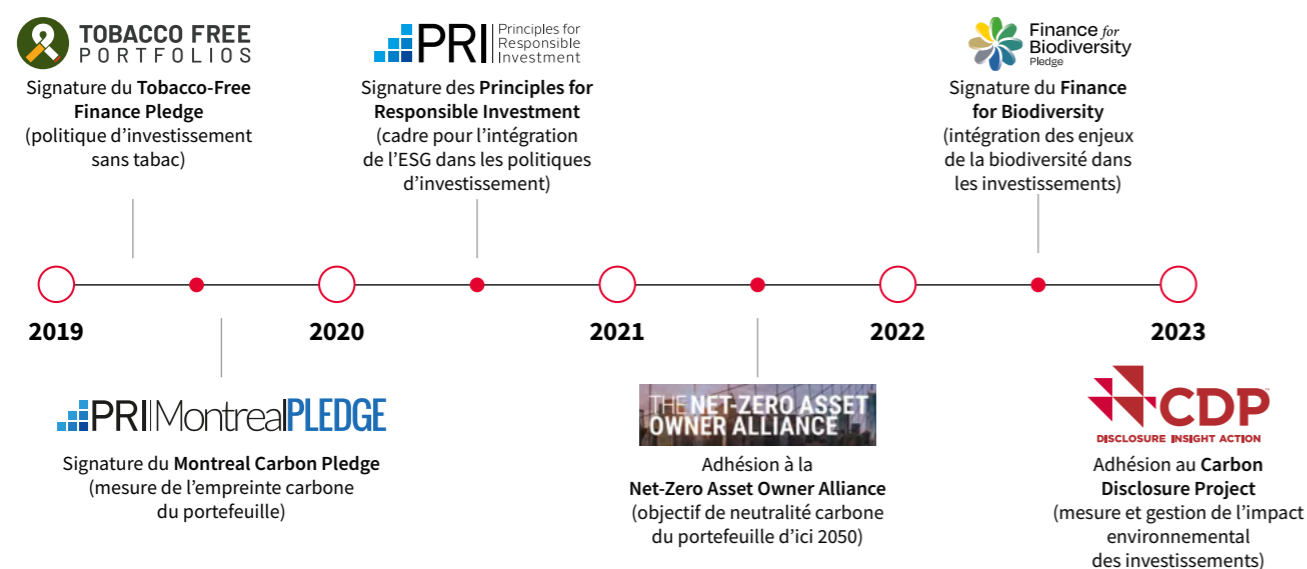 TOBACCO FREE
PORTFOLIOS
Signature du Tobacco-Free
Finance Pledge
(politique d'investissement
sans tabac)
PRI Principles for
Responsible
Investment
Signature des Principles for
Responsible Investment
(cadre pour l'intégration
de l'ESG dans les politiques
d'investissement)
Finance for
Biodiversity
Pledge
Signature du Finance
for Biodiversity
(intégration des enjeux
de la biodiversité dans
les investissements)
2019
2020
2021
2022
2023
PRI MontrealPLEDGE
Signature du Montreal Carbon Pledge
(mesure de l'empreinte carbone
du portefeuille)
THE NET-ZERO ASSET
OWNER ALLIANCE
Adhésion à la
Net-Zero Asset Owner Alliance
(objectif de neutralité carbone
du portefeuille d'ici 2050)
CDP
DISCLOSURE INSIGHT ACTION
Adhésion au Carbon
Disclosure Project
(mesure et gestion de l'impact
environnemental
des investissements)